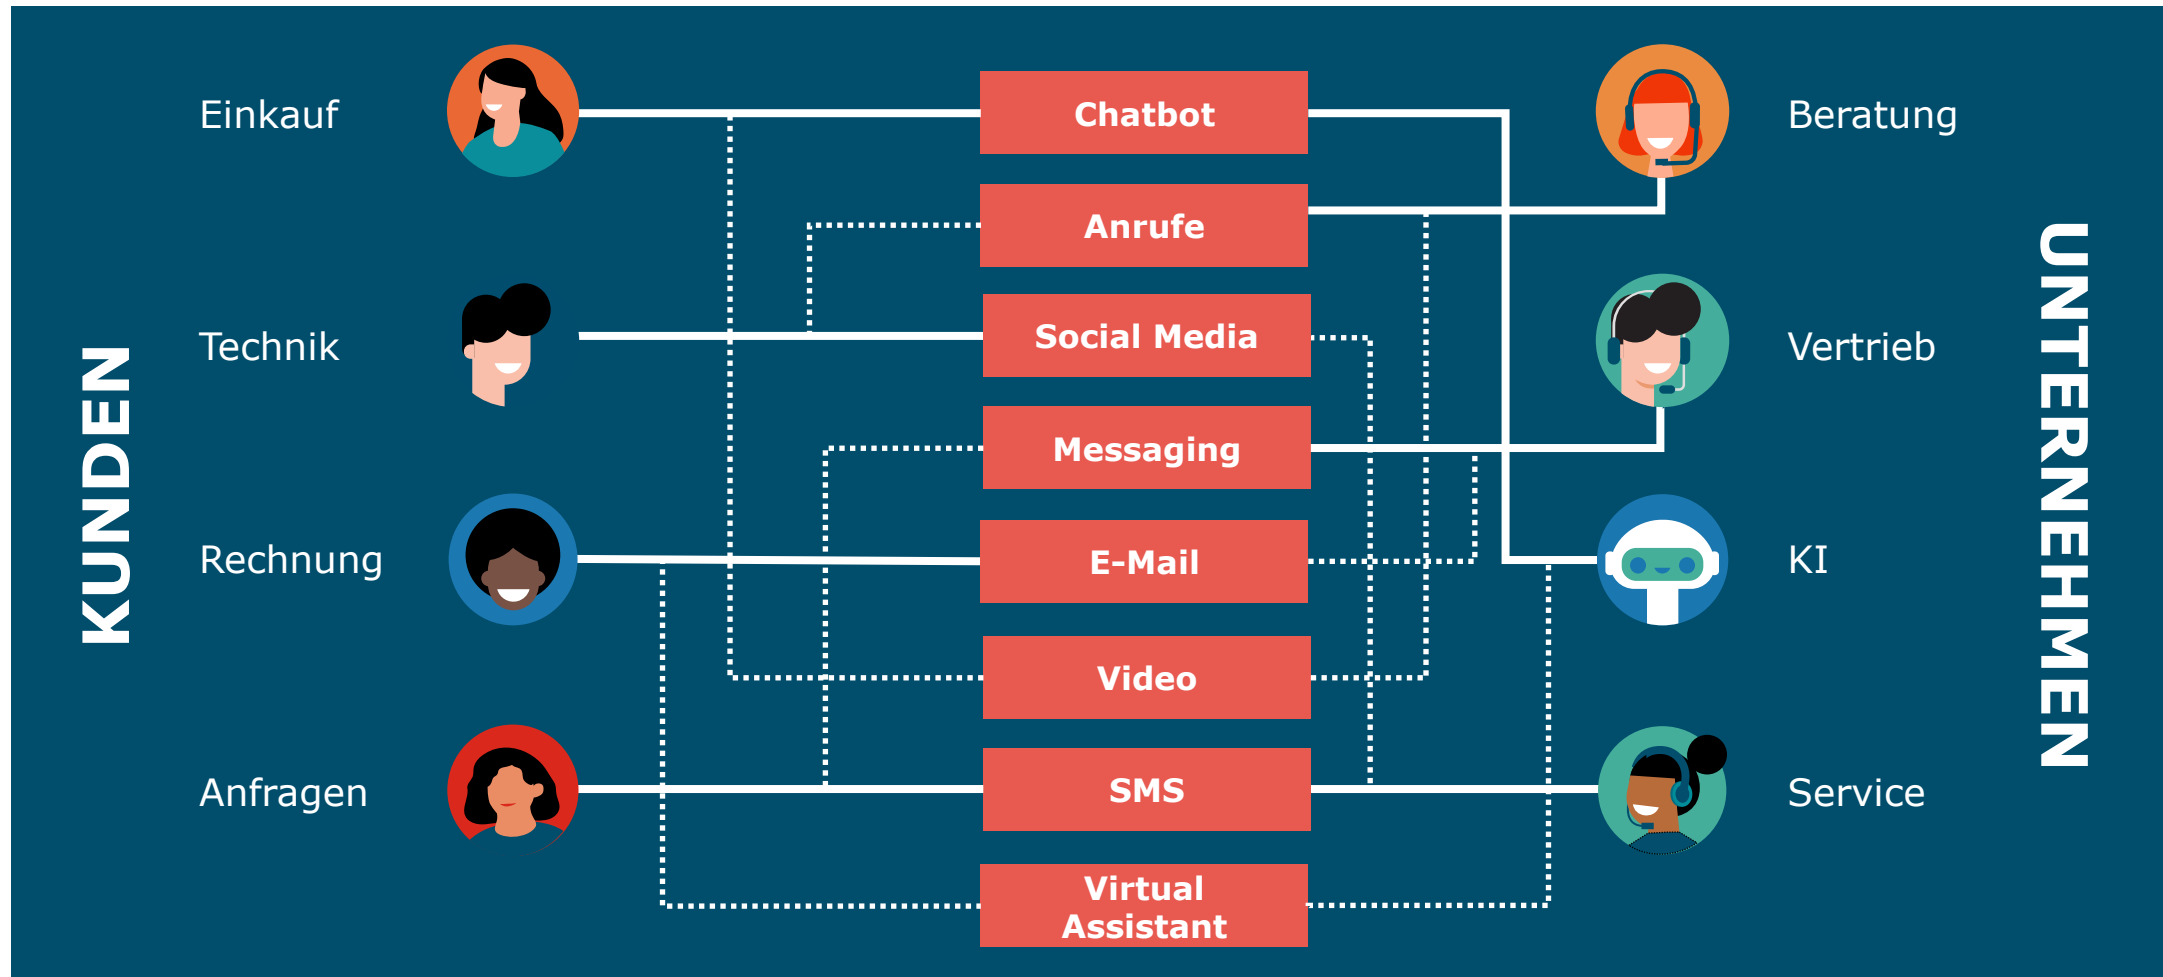 KUNDEN
Einkauf
Technik
Rechnung
Anfragen
Chatbot
Anrufe
Social Media
Messaging
E-Mail
Video
SMS
Virtual
Assistant
Beratung
Vertrieb
KI
Service
UNTERNEHMEN